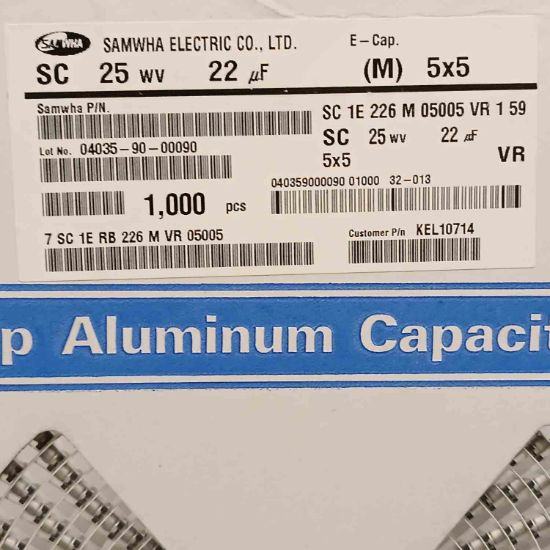 SAMWHA SAMWHA ELECTRIC CO., LTD. E-Cap.
SC 25 WV 22 µF (M) 5x5
Samwha P/N. SC 1E 226 M 05005 VR 1 59
SC 25 WV 22 µF
Lot No. 04035-90-00090
5x5 VR
040359000090 01000 32-013
1,000 pcs
7 SC 1E RB 226 M VR 05005
Customer P/n KEL10714
p Aluminum Capacit